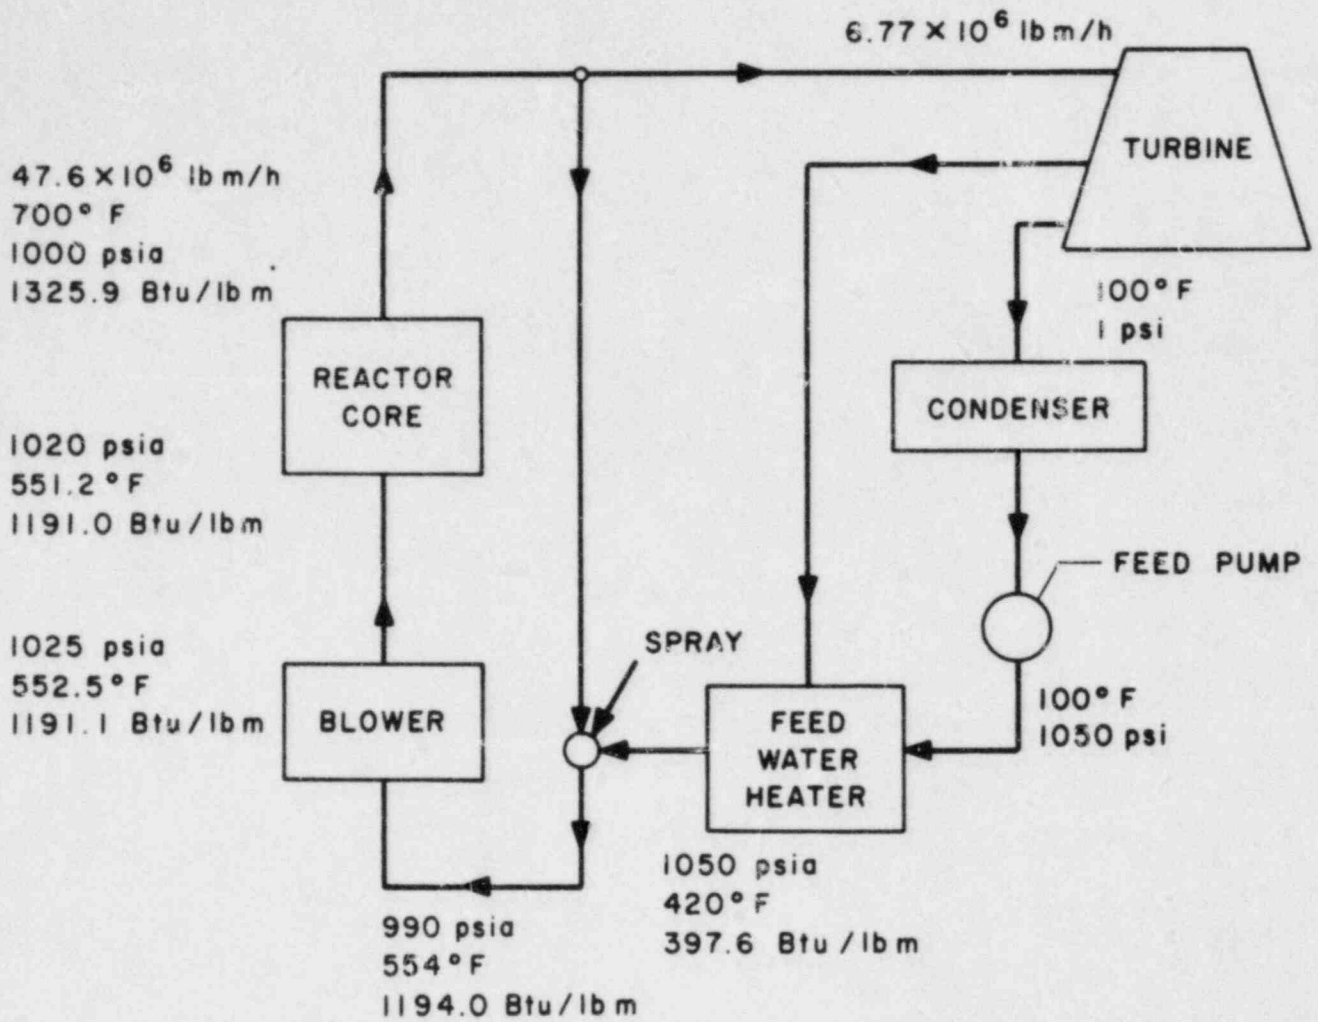 6.77 × 10⁶ lbm/h
TURBINE
47.6 × 10⁶ lbm/h
700° F
1000 psia
1325.9 Btu/lbm
100° F
1 psi
REACTOR
CORE
CONDENSER
1020 psia
551.2° F
1191.0 Btu/lbm
FEED PUMP
SPRAY
1025 psia
552.5° F
1191.1 Btu/lbm
BLOWER
FEED
WATER
HEATER
100° F
1050 psi
1050 psia
420° F
397.6 Btu/lbm
990 psia
554° F
1194.0 Btu/lbm